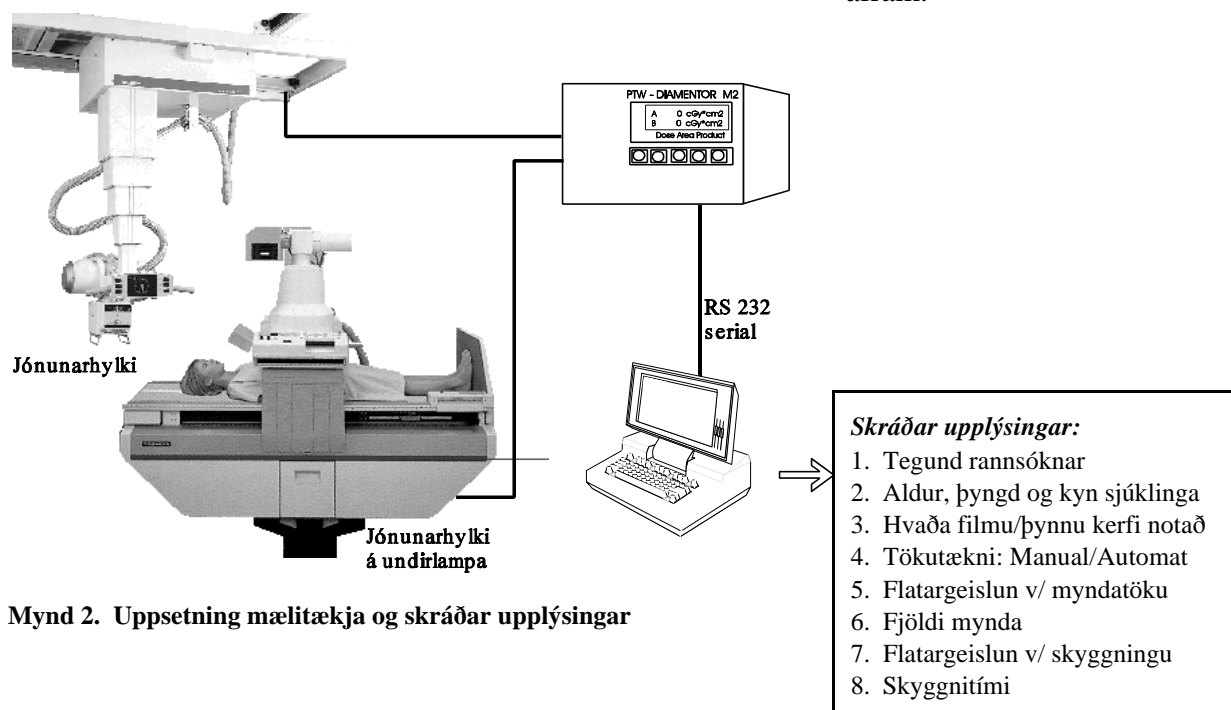 PTW - DIAMENTOR M2
A 0 cGy*cm2
B 0 cGy*cm2
Dose Area Product
RS 232
serial
Jónunarhylki
Jónunarhylki
á undirlampa
Skráðar upplýsingar:
1. Tegund rannsóknar
2. Aldur, þyngd og kyn sjúklinga
3. Hvaða filmu/þynnu kerfi notað
4. Tökutækni: Manual/Automat
5. Flatargeislun v/ myndatöku
6. Fjöldi mynda
7. Flatargeislun v/ skyggningu
8. Skyggnitími
Mynd 2. Uppsetning mælitækja og skráðar upplýsingar